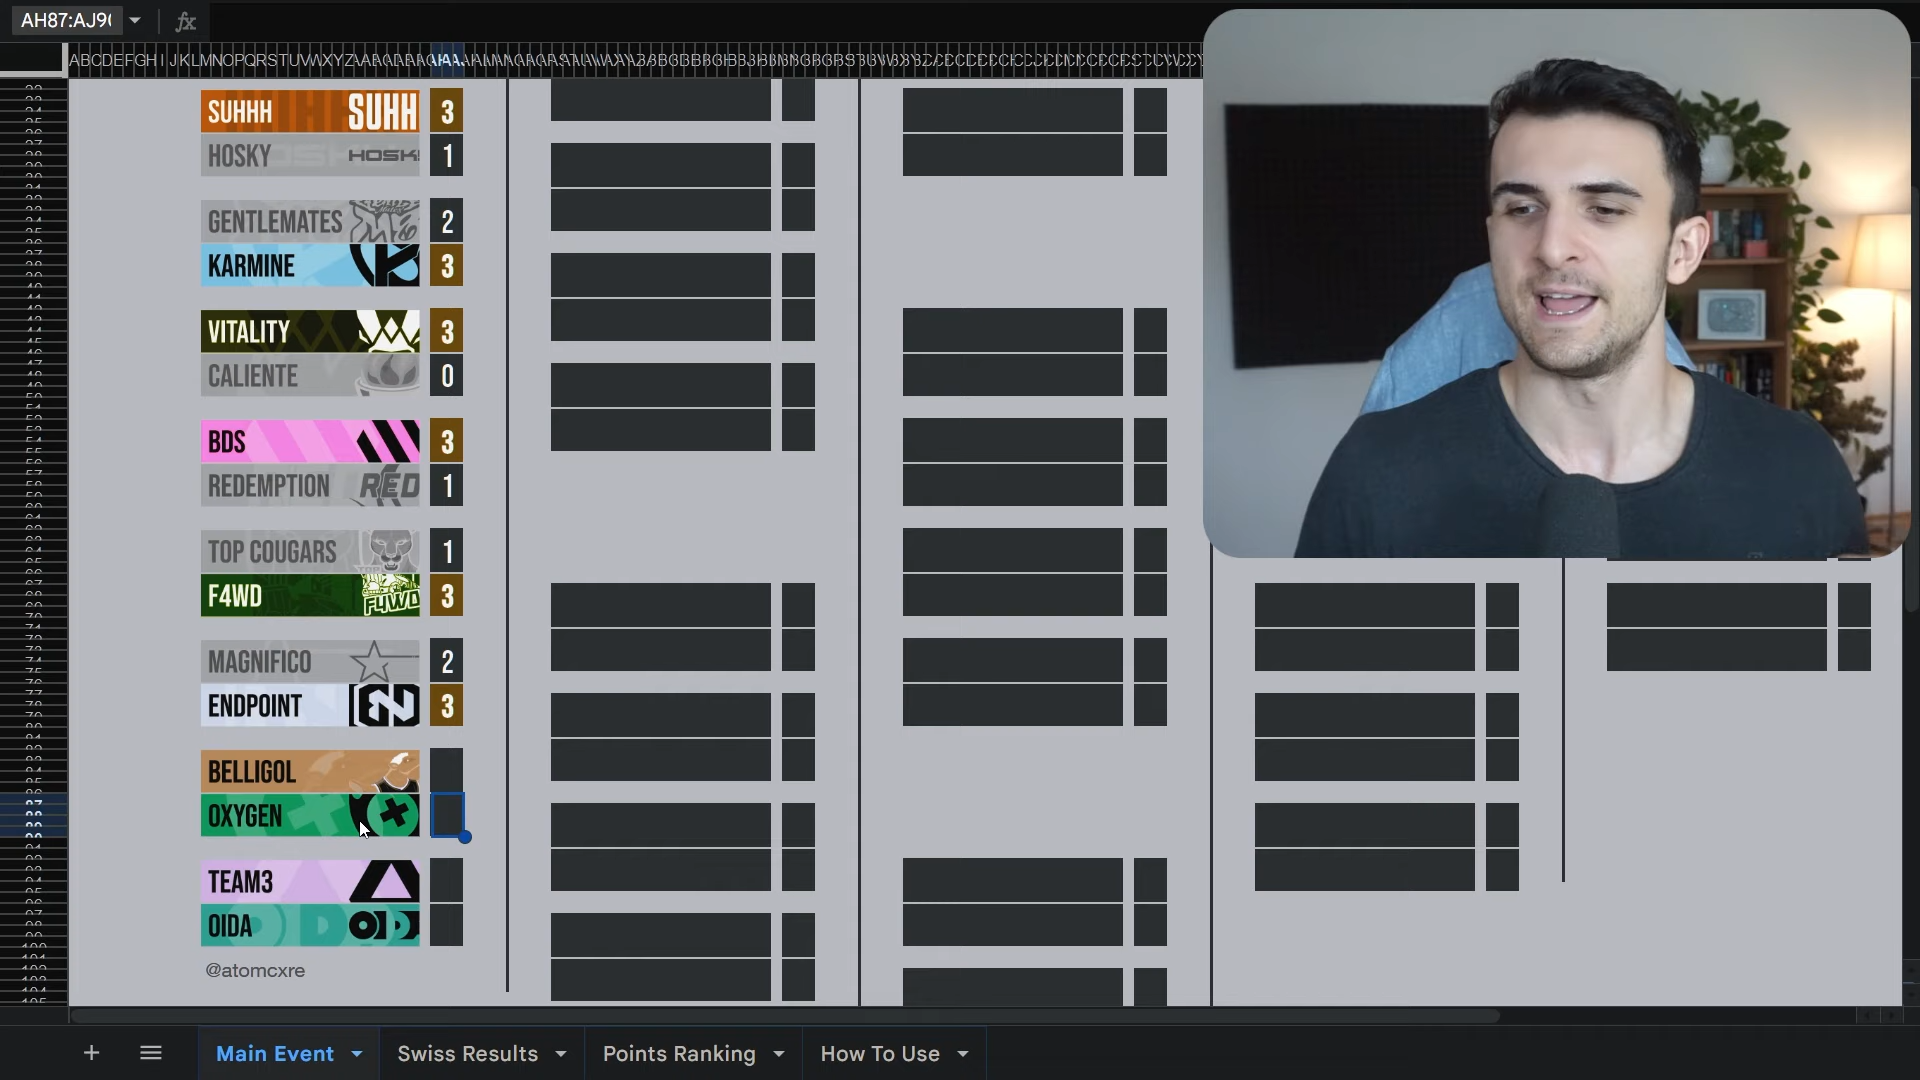 AH87:AJ9(
fx
SUHHH SUHH 3
HOSKY HOSK 1
GENTLEMATES 2
KARMINE 3
VITALITY 3
CALIENTE 0
BDS 3
REDEMPTION RED 1
TOP COUGARS 1
F4WD F4WD 3
MAGNIFICO 2
ENDPOINT 3
BELLIGOL
OXYGEN
TEAM3
OIDA
@atomcxre
Main Event
Swiss Results
Points Ranking
How To Use